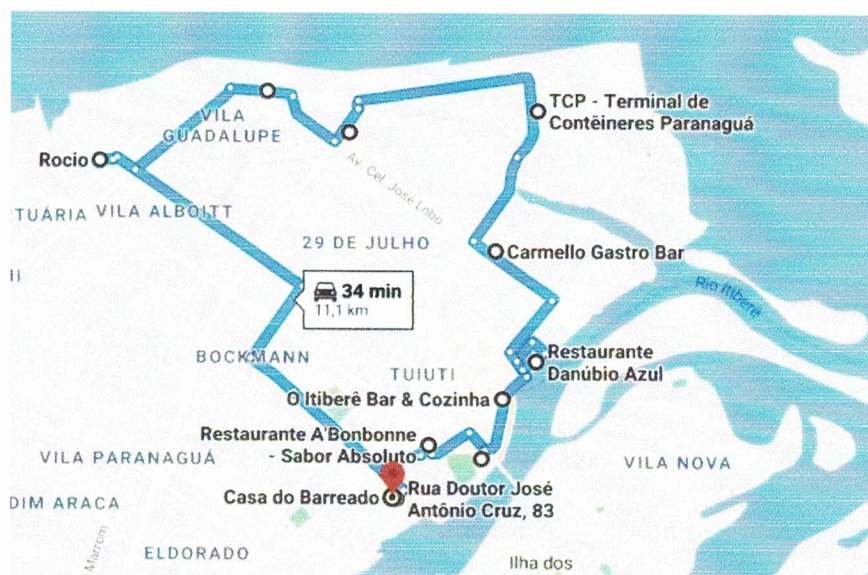 TCP - Terminal de
Contêineres Paranaguá
VILA
GUADALUPE
Rocio
Av. Cel. José Lobo
TUÁRIA
VILA ALBOITT
29 DE JULHO
Carmello Gastro Bar
34 min
11,1 km
Rio Itiberê
BOCKMANN
Restaurante
Danúbio Azul
TUIUTI
O Itiberê Bar & Cozinha
Restaurante A'Bonbonne
- Sabor Absoluto
VILA PARANAGUÁ
VILA NOVA
Casa do Barreado
Rua Doutor José
Antônio Cruz, 83
DIM ARACA
Marrom
ELDORADO
Ilha dos